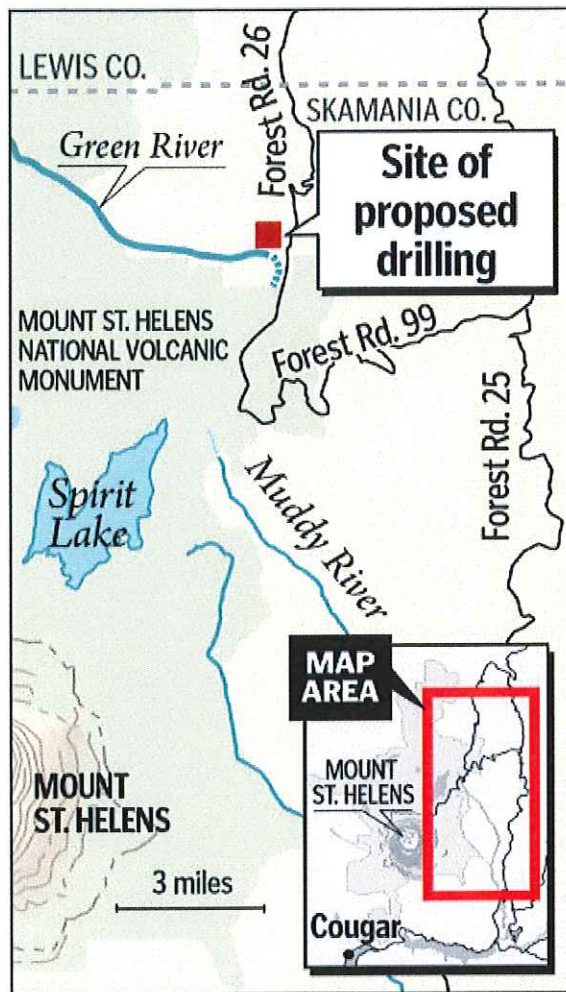 LEWIS CO.
Forest Rd. 26
SKAMANIA CO.
Green River
Site of
proposed
drilling
MOUNT ST. HELENS
NATIONAL VOLCANIC
MONUMENT
Forest Rd. 99
Forest Rd. 25
Spirit
Lake
Muddy River
MAP
AREA
MOUNT
ST. HELENS
MOUNT
ST. HELENS
3 miles
Cougar